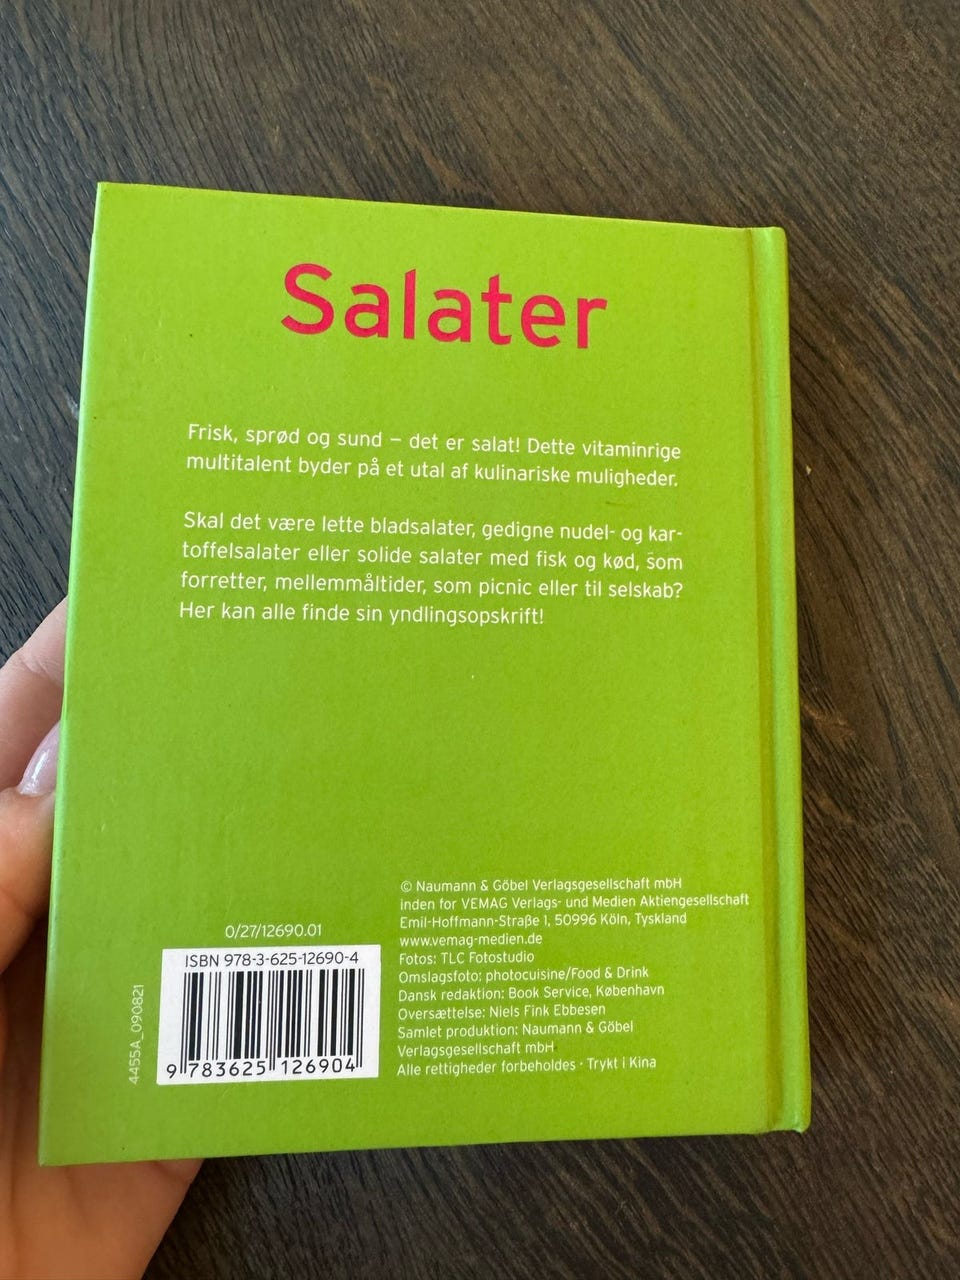 Salater
Frisk, sprød og sund – det er salat! Dette vitaminrige
multitalent byder på et utal af kulinariske muligheder.
Skal det være lette bladsalater, gedigne nudel- og kar-
toffelsalater eller solide salater med fisk og kød, som
forretter, mellemmåltider, som picnic eller til selskab?
Her kan alle finde sin yndlingsopskrift!
© Naumann & Göbel Verlagsgesellschaft mbH
inden for VEMAG Verlags- und Medien Aktiengesellschaft
Emil-Hoffmann-Straße 1, 50996 Köln, Tyskland
www.vemag-medien.de
Fotos: TLC Fotostudio
Omslagsfoto: photocuisine/Food & Drink
Dansk redaktion: Book Service, København
Oversættelse: Niels Fink Ebbesen
Samlet produktion: Naumann & Göbel
Verlagsgesellschaft mbH
Alle rettigheder forbeholdes · Trykt i Kina
0/27/12690.01
ISBN 978-3-625-12690-4
9 783625 126904
4455A_090821